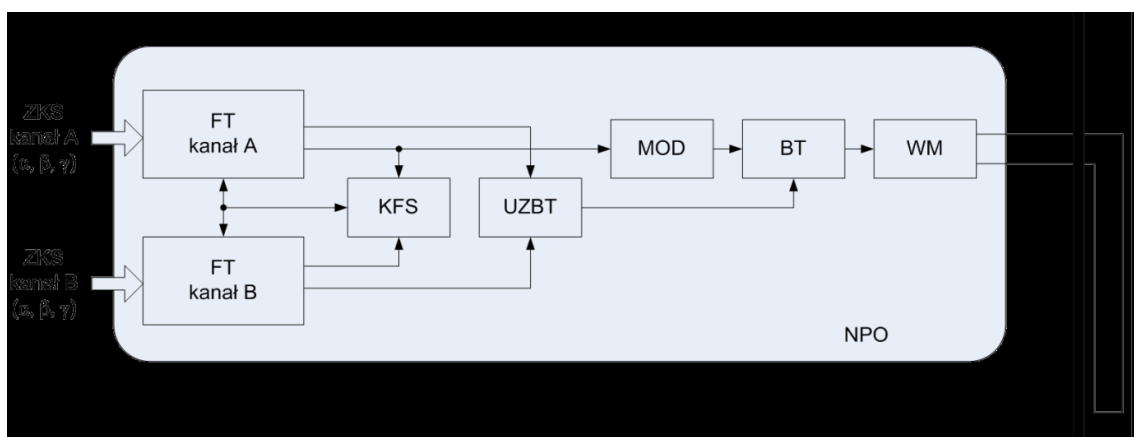 ZKS
kanał A
(α, β, γ)
FT
kanał A
MOD
BT
WM
KFS
UZBT
ZKS
kanał B
(α, β, γ)
FT
kanał B
NPO